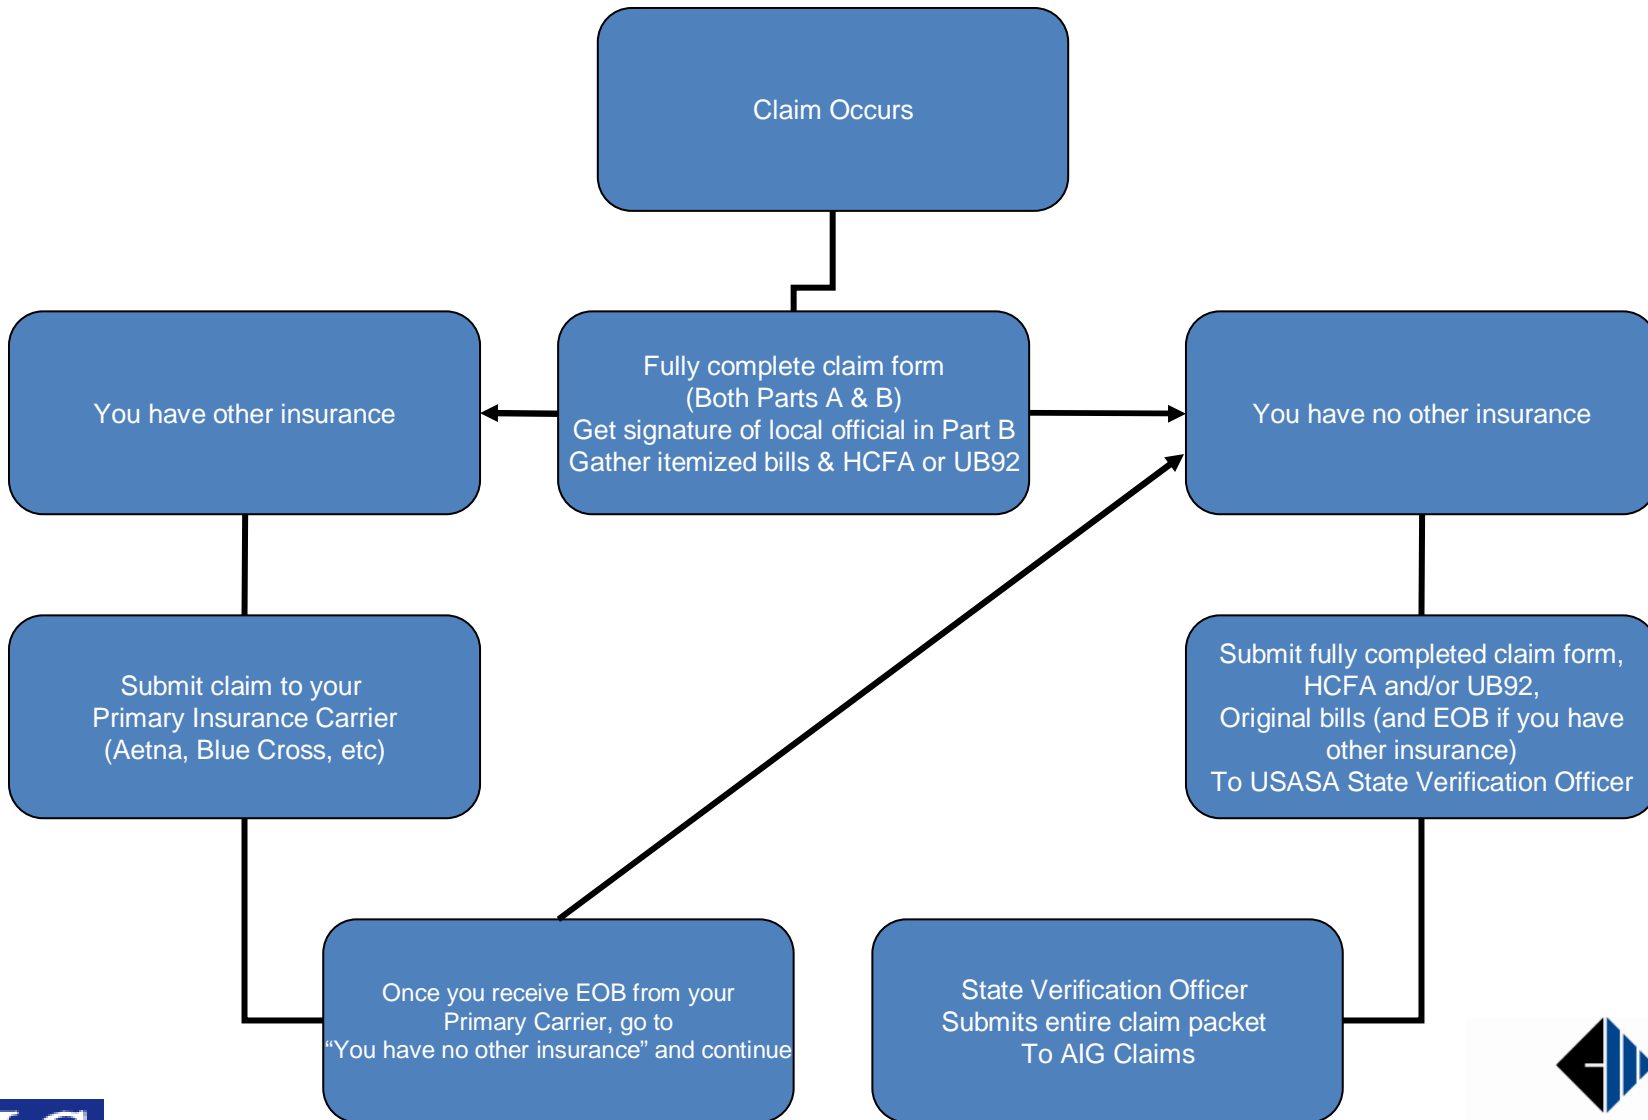 Claim Occurs
You have other insurance
Fully complete claim form
(Both Parts A & B)
Get signature of local official in Part B
Gather itemized bills & HCFA or UB92
You have no other insurance
Submit claim to your
Primary Insurance Carrier
(Aetna, Blue Cross, etc)
Submit fully completed claim form,
HCFA and/or UB92,
Original bills (and EOB if you have
other insurance)
To USASA State Verification Officer
Once you receive EOB from your
Primary Carrier, go to
“You have no other insurance” and continue
State Verification Officer
Submits entire claim packet
To AIG Claims